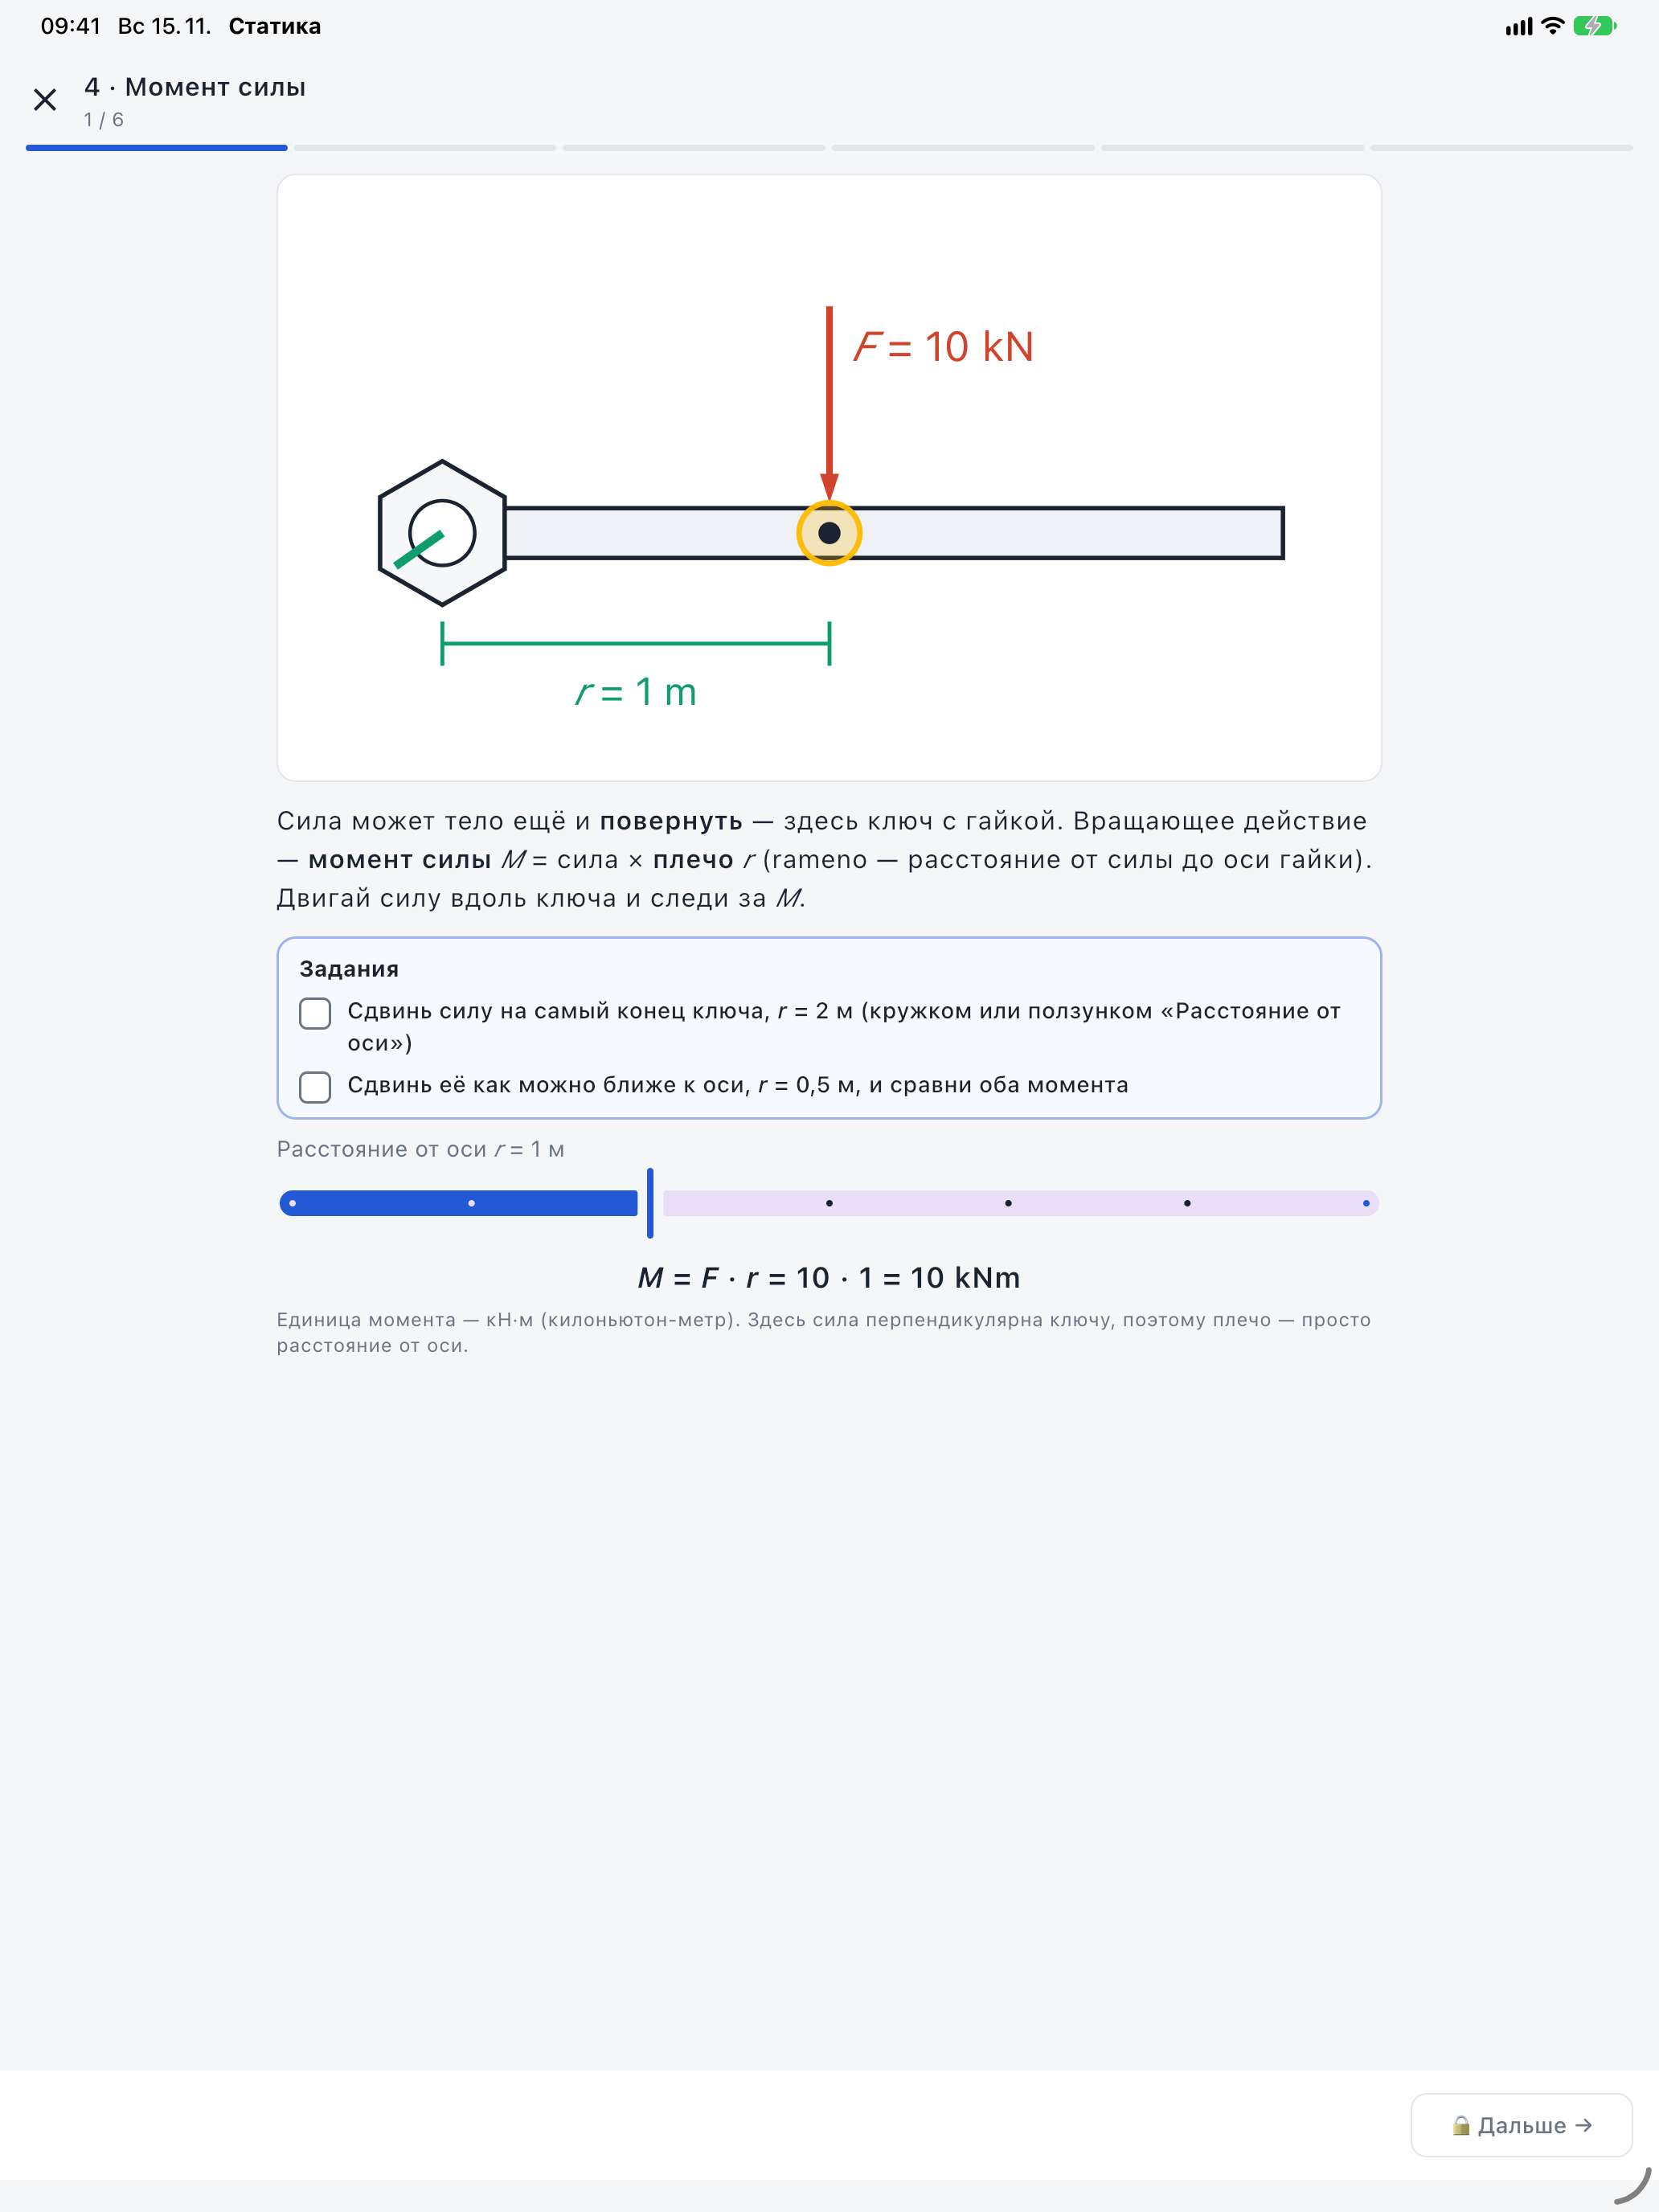 09:41 Вс 15.11. Статика
4 · Момент силы
1 / 6
F = 10 kN
r = 1 m
Сила может тело ещё и повернуть — здесь ключ с гайкой. Вращающее действие
— момент силы M = сила × плечо r (rameno — расстояние от силы до оси гайки).
Двигай силу вдоль ключа и следи за M.
Задания
Сдвинь силу на самый конец ключа, r = 2 м (кружком или ползунком «Расстояние от
оси»)
Сдвинь её как можно ближе к оси, r = 0,5 м, и сравни оба момента
Расстояние от оси r = 1 м
M = F · r = 10 · 1 = 10 kNm
Единица момента — кН·м (килоньютон-метр). Здесь сила перпендикулярна ключу, поэтому плечо — просто
расстояние от оси.
🔒 Дальше →